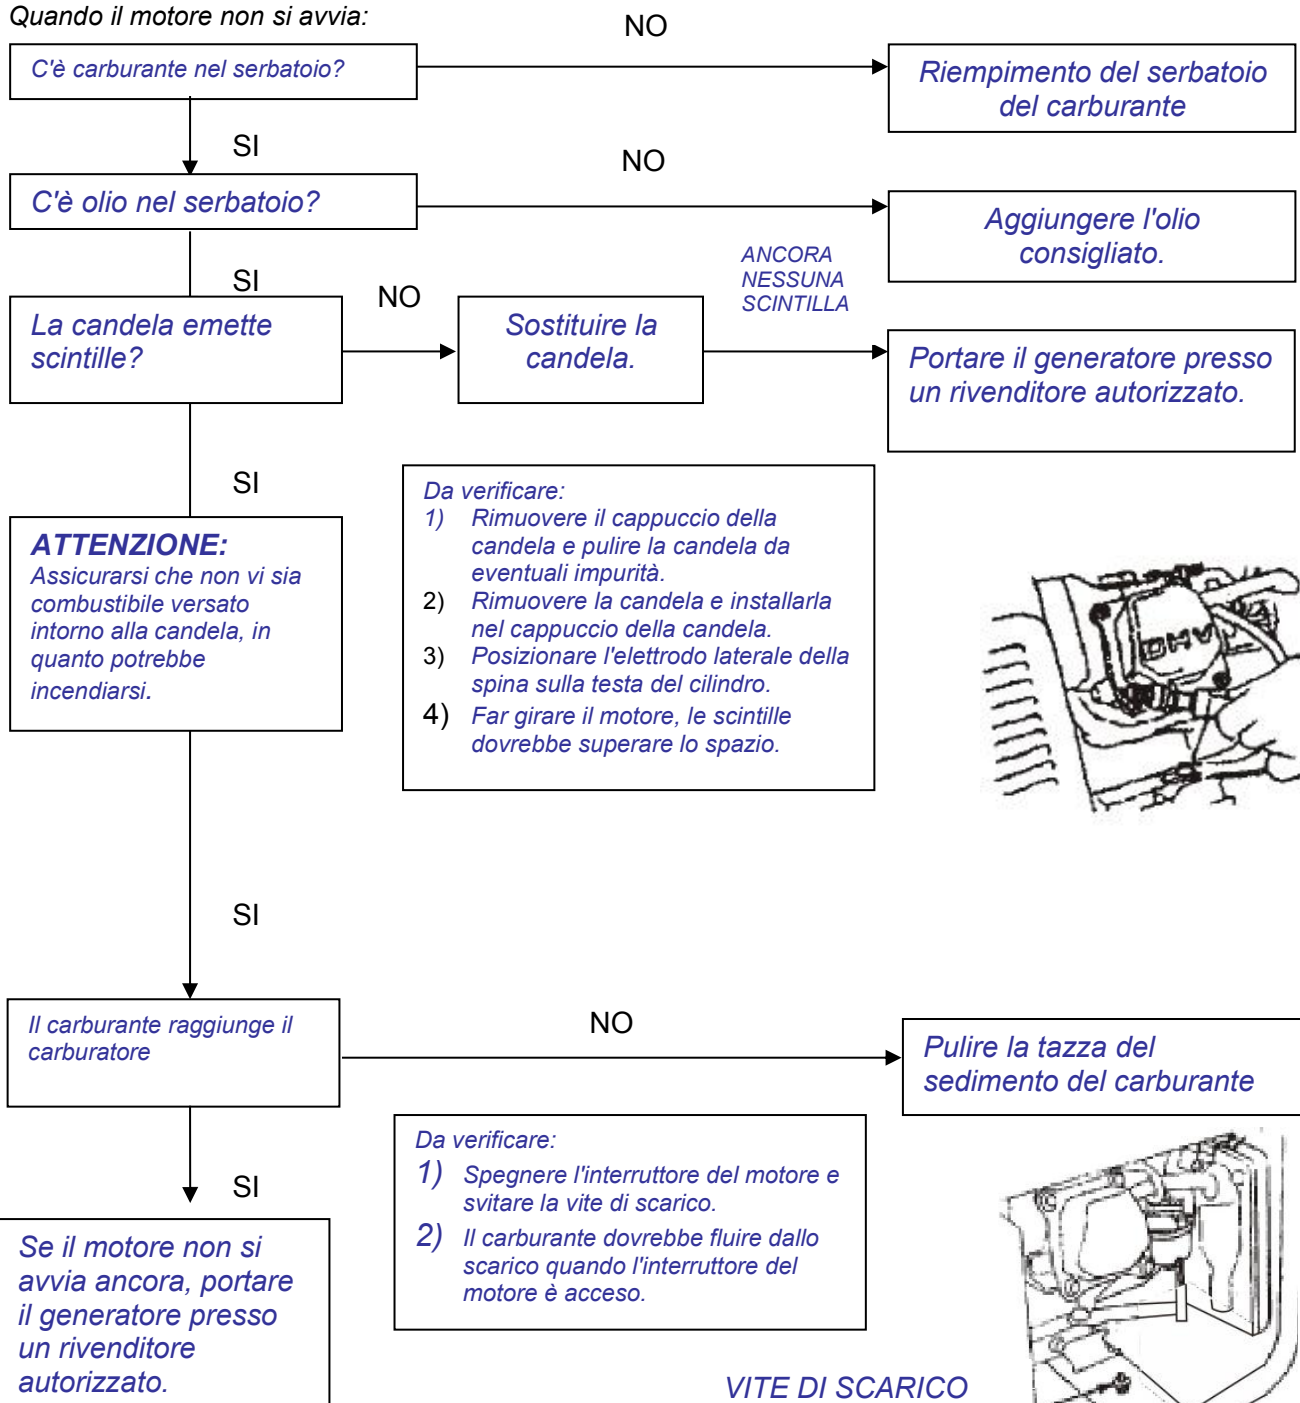 Quando il motore non si avvia:
NO
C'è carburante nel serbatoio?
Riempimento del serbatoio
del carburante
SI
NO
C'è olio nel serbatoio?
Aggiungere l'olio
consigliato.
SI
NO
ANCORA
NESSUNA
SCINTILLA
La candela emette
scintille?
Sostituire la
candela.
Portare il generatore presso
un rivenditore autorizzato.
SI
ATTENZIONE:
Assicurarsi che non vi sia
combustibile versato
intorno alla candela, in
quanto potrebbe
incendiarsi.
Da verificare:
1) Rimuovere il cappuccio della
candela e pulire la candela da
eventuali impurità.
2) Rimuovere la candela e installarla
nel cappuccio della candela.
3) Posizionare l'elettrodo laterale della
spina sulla testa del cilindro.
4) Far girare il motore, le scintille
dovrebbe superare lo spazio.
OHV
SI
Il carburante raggiunge il
carburatore
NO
Pulire la tazza del
sedimento del carburante
SI
Da verificare:
1) Spegnere l'interruttore del motore e
svitare la vite di scarico.
2) Il carburante dovrebbe fluire dallo
scarico quando l'interruttore del
motore è acceso.
Se il motore non si
avvia ancora, portare
il generatore presso
un rivenditore
autorizzato.
VITE DI SCARICO